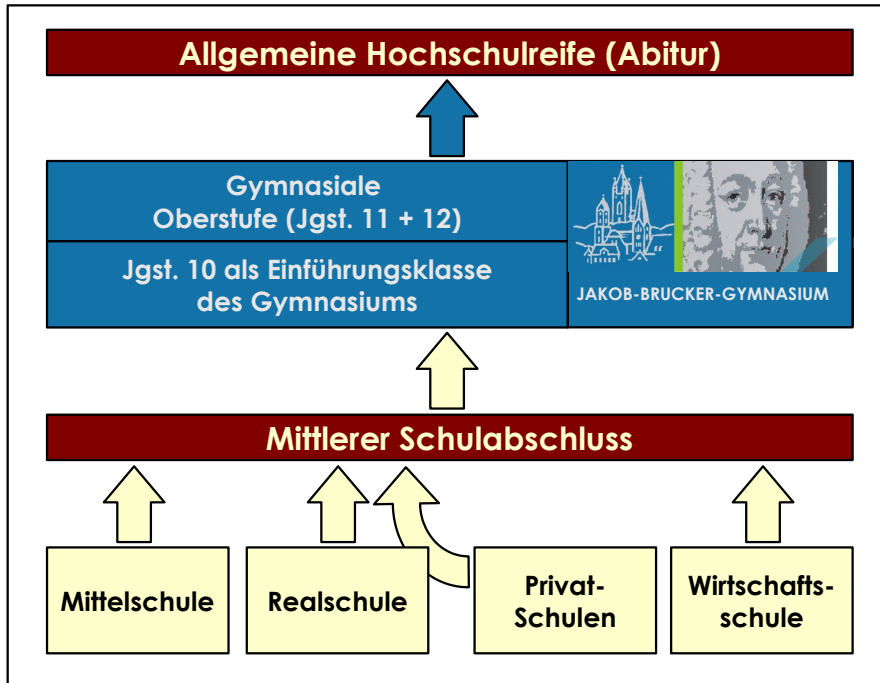 Allgemeine Hochschulreife (Abitur)
Gymnasiale
Oberstufe (Jgst. 11 + 12)
Jgst. 10 als Einführungsklasse
des Gymnasiums
JAKOB-BRUCKER-GYMNASIUM
Mittlerer Schulabschluss
Mittelschule
Realschule
Privat-
Schulen
Wirtschafts-
schule